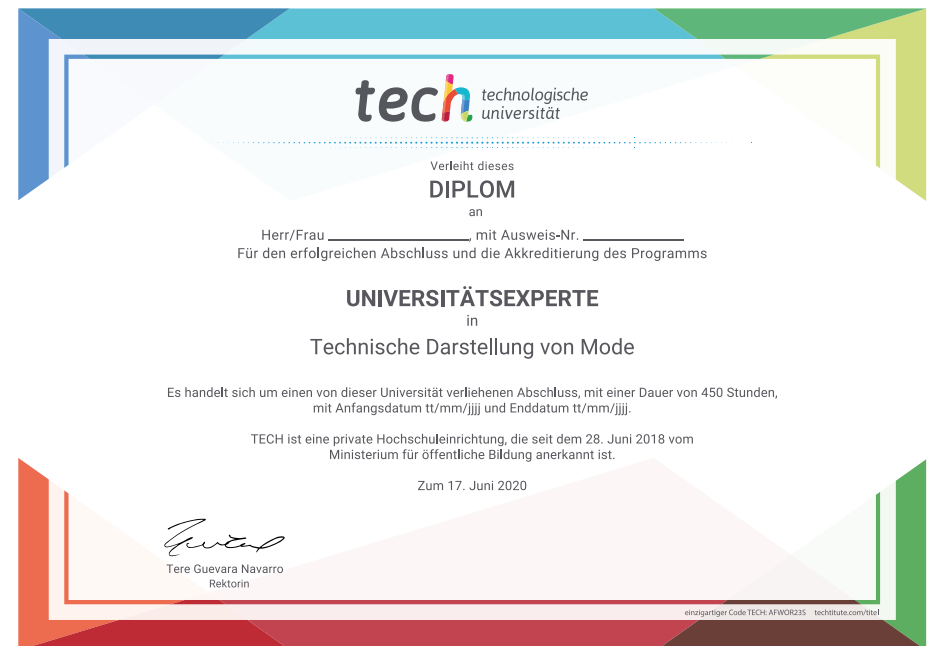 tech technologische
universität
Verleiht dieses
DIPLOM
an
Herr/Frau ____________, mit Ausweis-Nr. ____________
Für den erfolgreichen Abschluss und die Akkreditierung des Programms
UNIVERSITÄTSEXPERTE
in
Technische Darstellung von Mode
Es handelt sich um einen von dieser Universität verliehenen Abschluss, mit einer Dauer von 450 Stunden,
mit Anfangsdatum tt/mm/jjjj und Enddatum tt/mm/jjjj.
TECH ist eine private Hochschuleinrichtung, die seit dem 28. Juni 2018 vom
Ministerium für öffentliche Bildung anerkannt ist.
Zum 17. Juni 2020
Tere Guevara Navarro
Rektorin
einzigartiger Code TECH: AFWOR23S techtitute.com/titel